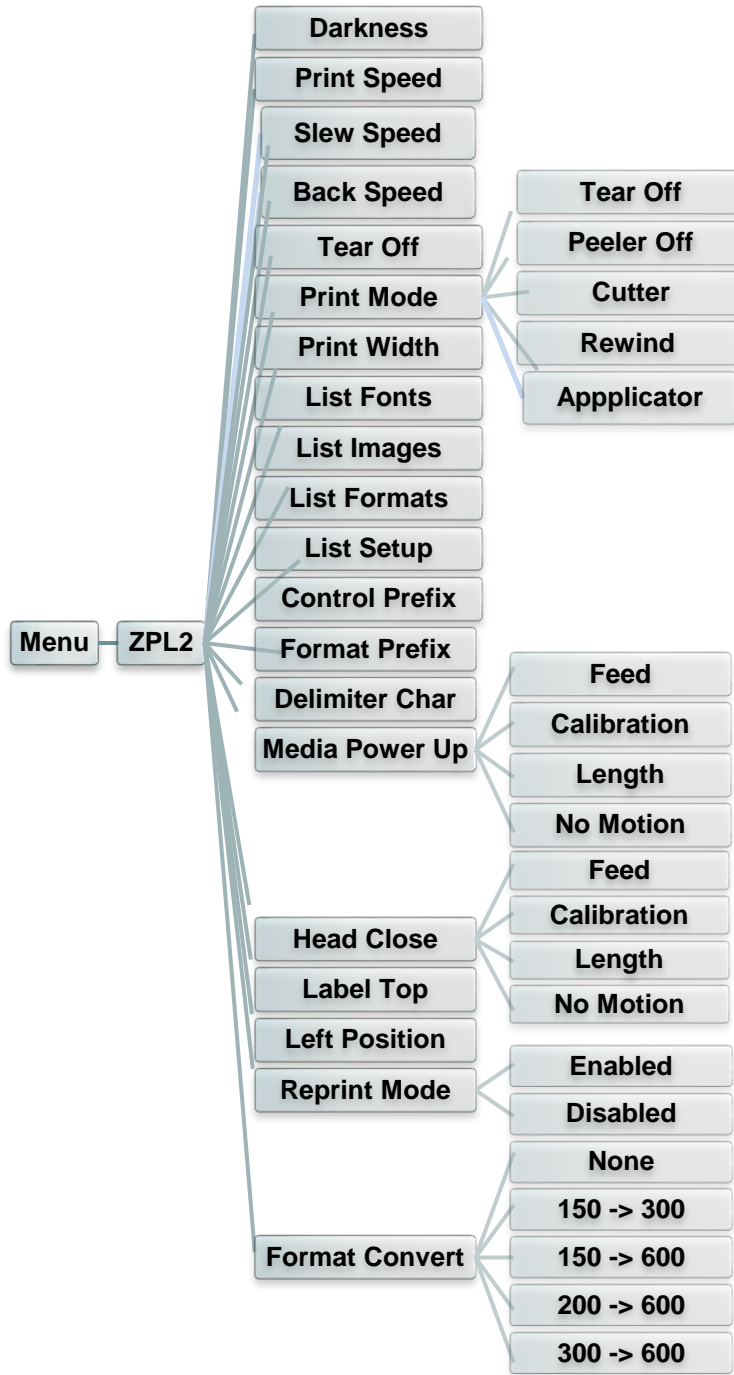 Menu
ZPL2
Darkness
Print Speed
Slew Speed
Back Speed
Tear Off
Print Mode
Tear Off
Peeler Off
Cutter
Rewind
Appplicator
Print Width
List Fonts
List Images
List Formats
List Setup
Control Prefix
Format Prefix
Delimiter Char
Media Power Up
Feed
Calibration
Length
No Motion
Head Close
Feed
Calibration
Length
No Motion
Label Top
Left Position
Reprint Mode
Enabled
Disabled
Format Convert
None
150 -> 300
150 -> 600
200 -> 600
300 -> 600